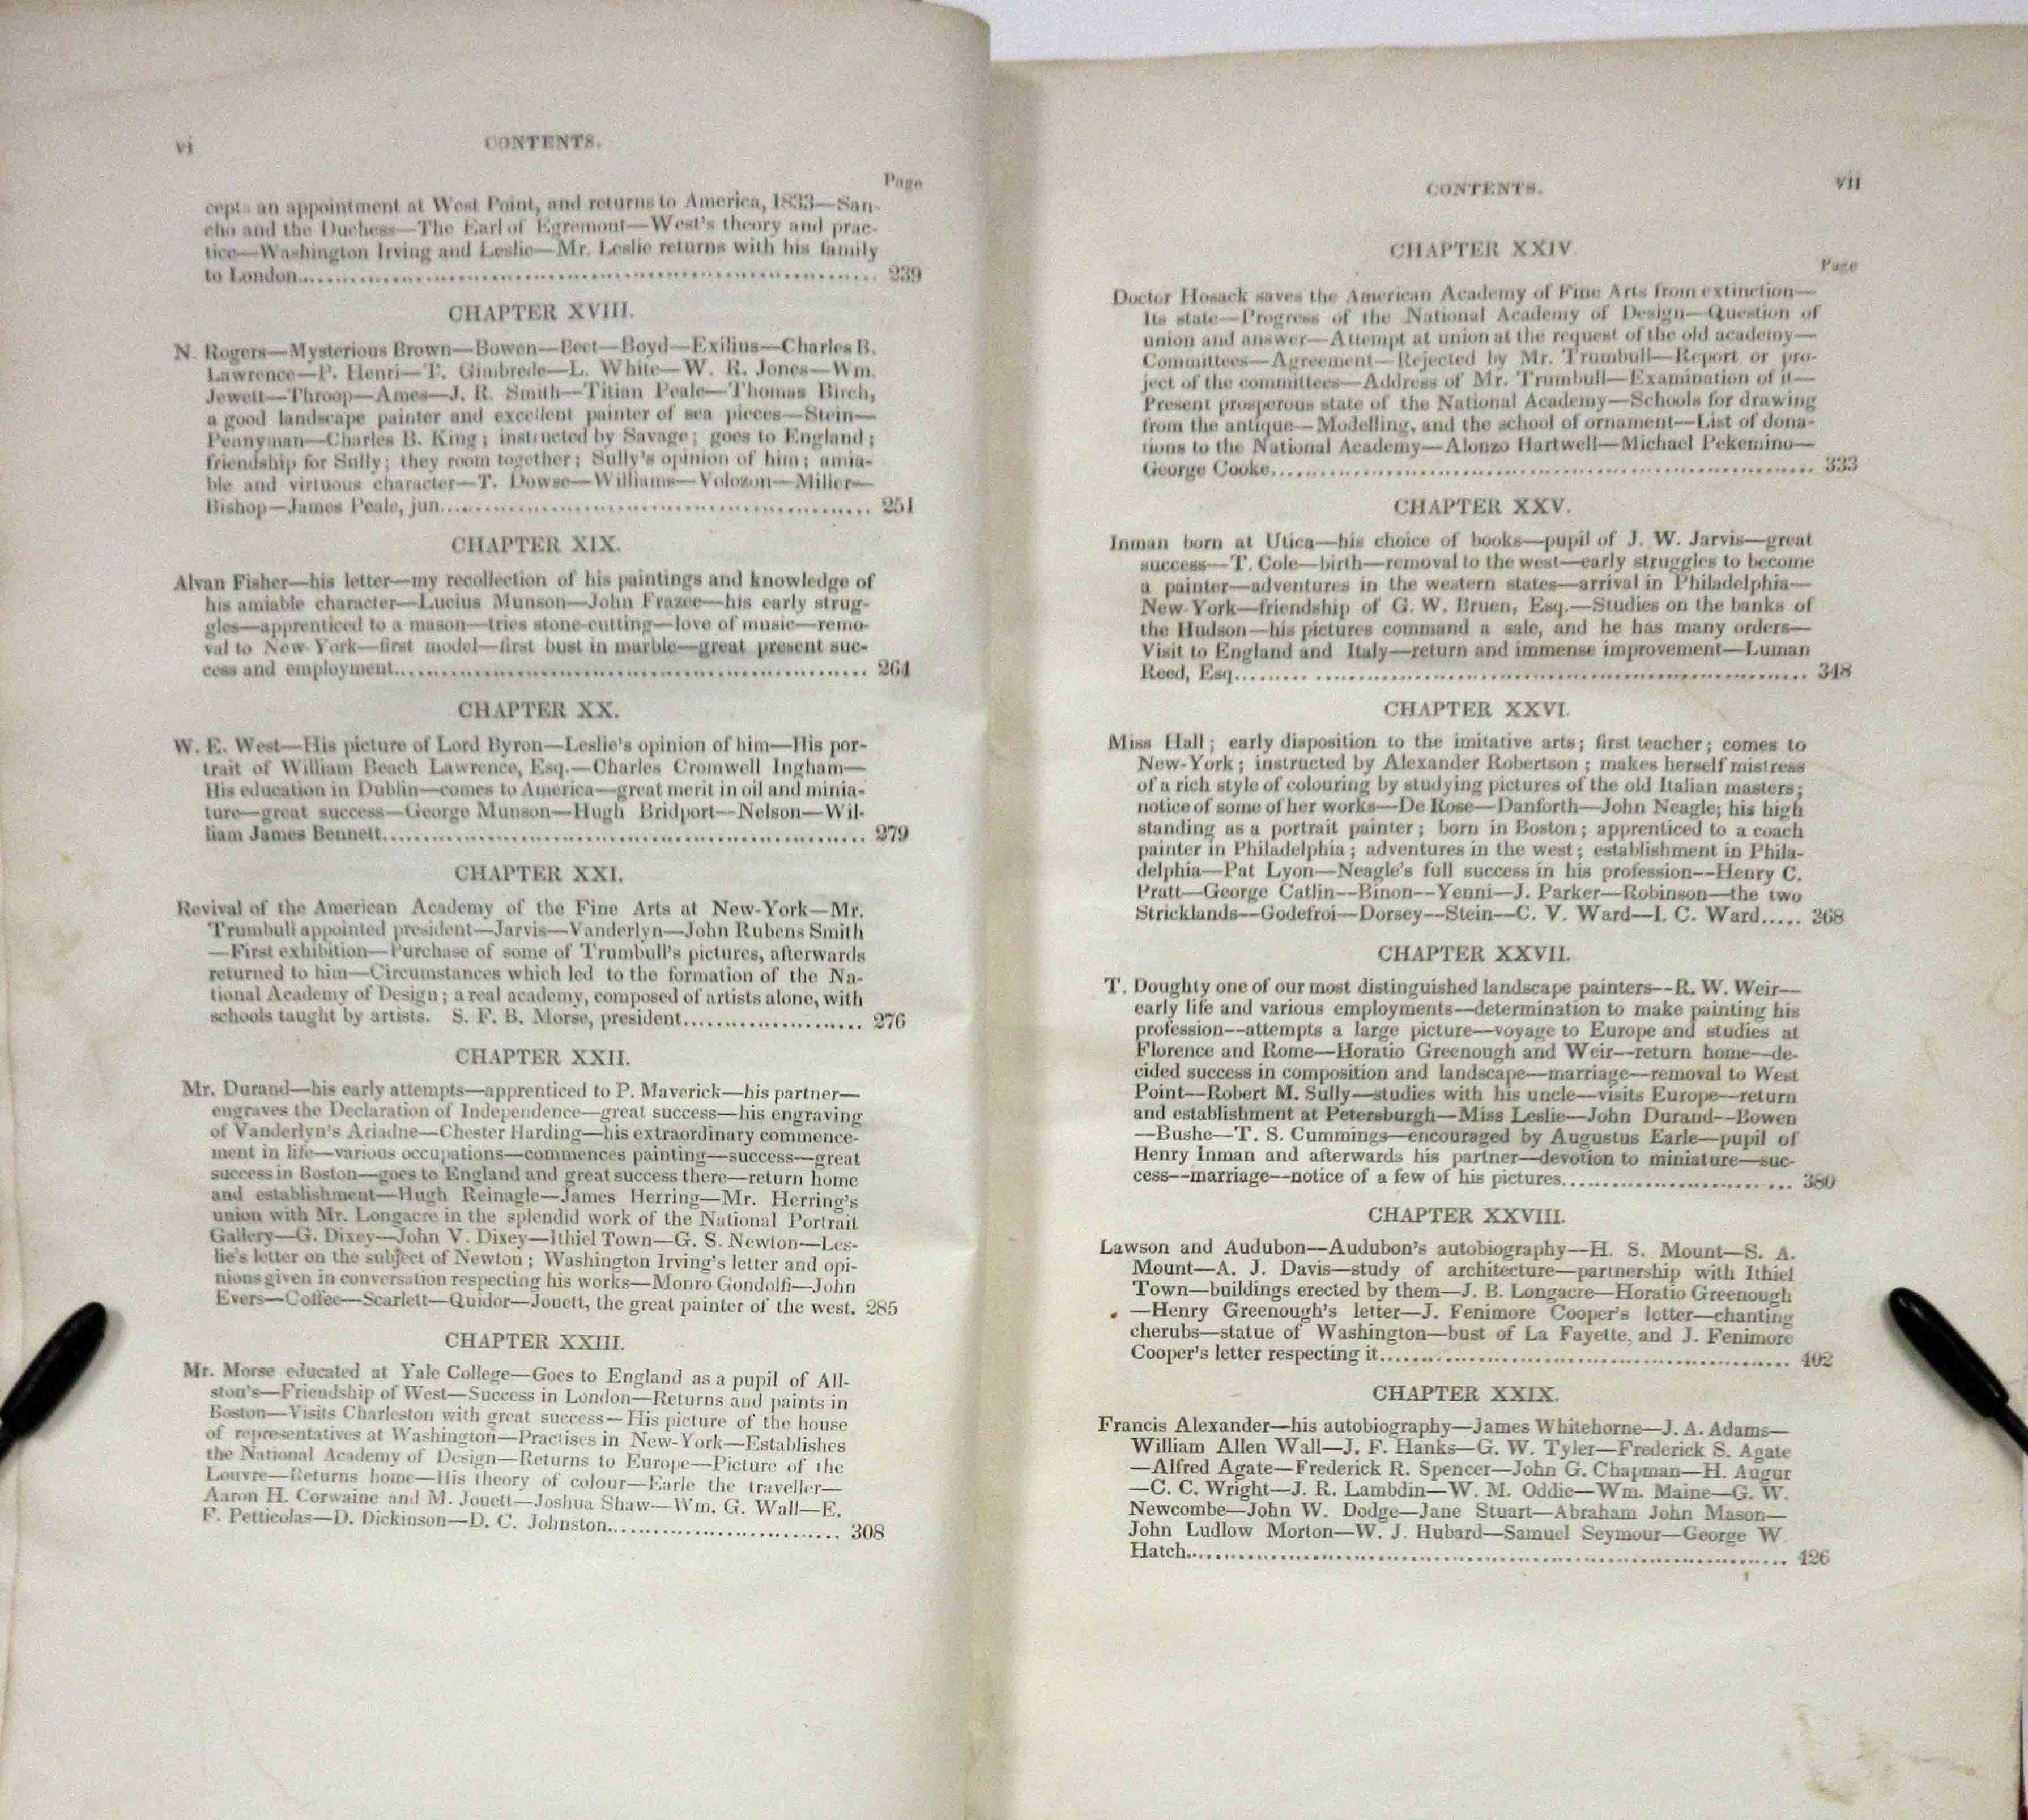 vi
CONTENTS.
Page
cepts an appointment at West Point, and returns to America, 1833—San-
cho and the Duchess—The Earl of Egremont—West's theory and prac-
tice—Washington Irving and Leslie—Mr. Leslie returns with his family
to London.................... 239
CHAPTER XVIII.
N. Rogers—Mysterious Brown—Bowen—Boyd—Exilius—Charles B.
Lawrence—P. Henri—T. Gimbrede—L. White—W. R. Jones—Wm.
Jewett—Throop—Ames—J. R. Smith—Titian Peale—Thomas Birch,
a good landscape painter and excellent painter of sea pieces—Stein—
Pennyman—Charles B. King; instructed by Savage; goes to England;
friendship for Sully; they room together; Sully's opinion of him; amia-
ble and virtuous character—T. Dowse—Williams—Volozon—Miller—
Bishop—James Peale, jun.................... 251
CHAPTER XIX.
Alvan Fisher—his letter—my recollection of his paintings and knowledge of
his amiable character—Lucius Munson—John Frazee—his early strug-
gles—apprenticed to a mason—tries stone-cutting—love of music—remo-
val to New-York—first model—first bust in marble—great present suc-
cess and employment.................... 264
CHAPTER XX.
W. E. West—His picture of Lord Byron—Leslie's opinion of him—His por-
trait of William Beach Lawrence, Esq.—Charles Cromwell Ingham—
His education in Dublin—comes to America—great merit in oil and minia-
ture—great success—George Munson—Hugh Bridport—Nelson—Wil-
liam James Bennett.................... 279
CHAPTER XXI.
Revival of the American Academy of the Fine Arts at New-York—Mr.
Trumbull appointed president—Jarvis—Vanderlyn—John Rubens Smith
—First exhibition—Purchase of some of Trumbull's pictures, afterwards
returned to him—Circumstances which led to the formation of the Na-
tional Academy of Design; a real academy, composed of artists alone, with
schools taught by artists. S. F. B. Morse, president.................... 276
CHAPTER XXII.
Mr. Durand—his early attempts—apprenticed to P. Maverick—his partner—
engraves the Declaration of Independence—great success—his engraving
of Vanderlyn's Ariadne—Chester Harding—his extraordinary commence-
ment in life—various occupations—commences painting—success—great
success in Boston—goes to England and great success there—return home
and establishment—Hugh Reinagle—James Herring—Mr. Herring's
union with Mr. Longacre in the splendid work of the National Portrait
Gallery—G. Dixey—John V. Dixey—Ithiel Town—G. S. Newton—Les-
lie's letter on the subject of Newton; Washington Irving's letter and opi-
nions given in conversation respecting his works—Monro Gondolfi—John
Evers—Coffee—Scarlett—Quidor—Jouett, the great painter of the west. 285
CHAPTER XXIII.
Mr. Morse educated at Yale College—Goes to England as a pupil of All-
ston's—Friendship of West—Success in London—Returns and paints in
Boston—Visits Charleston with great success—His picture of the house
of representatives at Washington—Practises in New-York—Establishes
the National Academy of Design—Returns to Europe—Picture of the
Louvre—Returns home—His theory of colour—Earle the traveller—
Aaron H. Corwaine and M. Jouett—Joshua Shaw—Wm. G. Wall—E.
F. Petticolas—D. Dickinson—D. C. Johnston.................... 308
CONTENTS.
vii
CHAPTER XXIV.
Page
Doctor Hosack saves the American Academy of Fine Arts from extinction—
Its state—Progress of the National Academy of Design—Question of
union and answer—Attempt at union at the request of the old academy—
Committees—Agreement—Rejected by Mr. Trumbull—Report or pro-
ject of the committees—Address of Mr. Trumbull—Examination of it—
Present prosperous state of the National Academy—Schools for drawing
from the antique—Modelling, and the school of ornament—List of dona-
tions to the National Academy—Alonzo Hartwell—Michael Pekemino—
George Cooke.................... 333
CHAPTER XXV.
Inman born at Utica—his choice of books—pupil of J. W. Jarvis—great
success—T. Cole—birth—removal to the west—early struggles to become
a painter—adventures in the western states—arrival in Philadelphia—
New-York—friendship of G. W. Bruen, Esq.—Studies on the banks of
the Hudson—his pictures command a sale, and he has many orders—
Visit to England and Italy—return and immense improvement—Luman
Reed, Esq.................... 348
CHAPTER XXVI.
Miss Hall; early disposition to the imitative arts; first teacher; comes to
New-York; instructed by Alexander Robertson; makes herself mistress
of a rich style of colouring by studying pictures of the old Italian masters;
notice of some of her works—De Rose—Danforth—John Neagle; his high
standing as a portrait painter; born in Boston; apprenticed to a coach
painter in Philadelphia; adventures in the west; establishment in Phila-
delphia—Pat Lyon—Neagle's full success in his profession--Henry C.
Pratt—George Catlin--Binon--Yenni—J. Parker—Robinson—the two
Stricklands--Godefroi—Dorsey--Stein--C. V. Ward—I. C. Ward..... 368
CHAPTER XXVII.
T. Doughty one of our most distinguished landscape painters--R. W. Weir—
early life and various employments—determination to make painting his
profession--attempts a large picture—voyage to Europe and studies at
Florence and Rome—Horatio Greenough and Weir--return home--de-
cided success in composition and landscape—marriage—removal to West
Point--Robert M. Sully—studies with his uncle—visits Europe—return
and establishment at Petersburgh—Miss Leslie—John Durand--Bowen
—Bushe—T. S. Cummings—encouraged by Augustus Earle—pupil of
Henry Inman and afterwards his partner—devotion to miniature—suc-
cess--marriage—notice of a few of his pictures.................... 380
CHAPTER XXVIII.
Lawson and Audubon--Audubon's autobiography—H. S. Mount—S. A.
Mount—A. J. Davis—study of architecture—partnership with Ithiel
Town—buildings erected by them—J. B. Longacre—Horatio Greenough
—Henry Greenough's letter—J. Fenimore Cooper's letter—chanting
cherubs—statue of Washington—bust of La Fayette, and J. Fenimore
Cooper's letter respecting it.................... 402
CHAPTER XXIX.
Francis Alexander—his autobiography—James Whitehorne—J. A. Adams—
William Allen Wall—J. F. Hanks—G. W. Tyler—Frederick S. Agate
—Alfred Agate—Frederick R. Spencer—John G. Chapman—H. Augur
—C. C. Wright—J. R. Lambdin—W. M. Oddie—Wm. Maine—G. W.
Newcombe—John W. Dodge—Jane Stuart—Abraham John Mason—
John Ludlow Morton—W. J. Hubard—Samuel Seymour—George W.
Hatch.................... 426